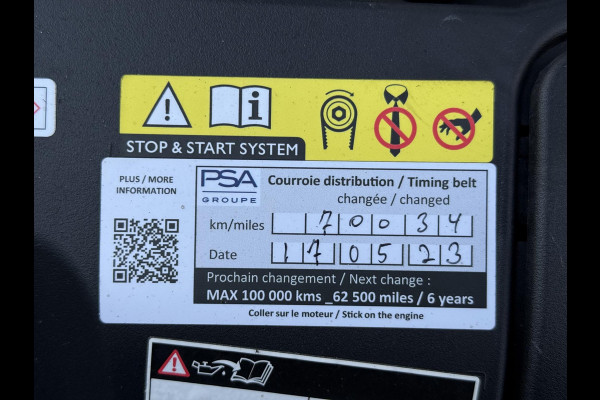 STOP & START SYSTEM
PLUS / MORE
INFORMATION
PSA
GROUPE
Courroie distribution / Timing belt
changée / changed
km/miles 70034
Date 170523
Prochain changement / Next change :
MAX 100 000 kms _62 500 miles / 6 years
Coller sur le moteur / Stick on the engine